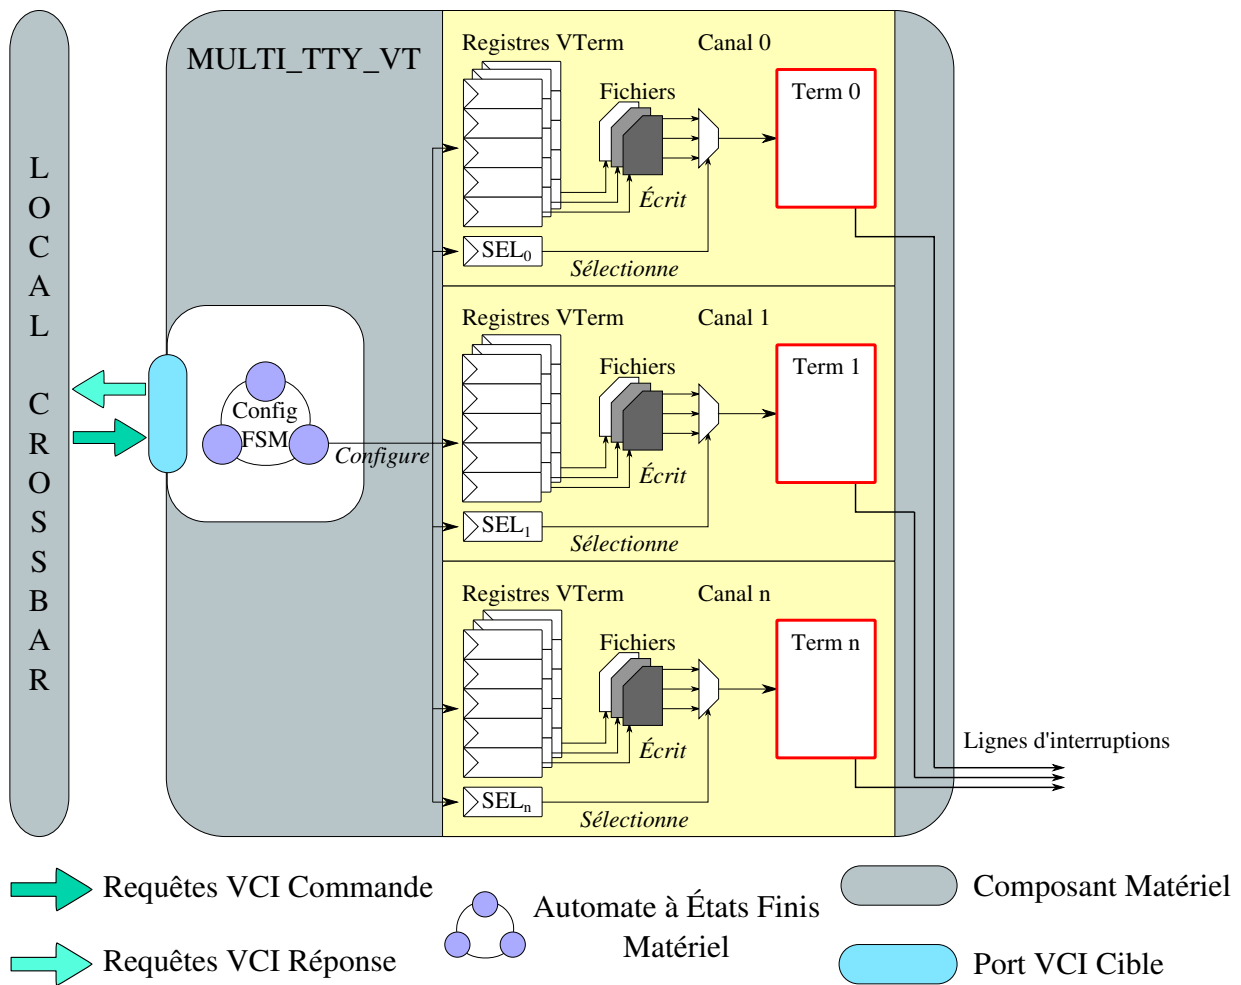 LOCAL CROSSBAR
MULTI_TTY_VT
Registres VTerm
Canal 0
Fichiers
Term 0
Écrit
SEL0
Sélectionne
Registres VTerm
Canal 1
Fichiers
Term 1
Config
FSM
Configure
Écrit
SEL1
Sélectionne
Registres VTerm
Canal n
Fichiers
Term n
Écrit
SELn
Sélectionne
Lignes d'interruptions
Requêtes VCI Commande
Requêtes VCI Réponse
Automate à États Finis
Matériel
Composant Matériel
Port VCI Cible